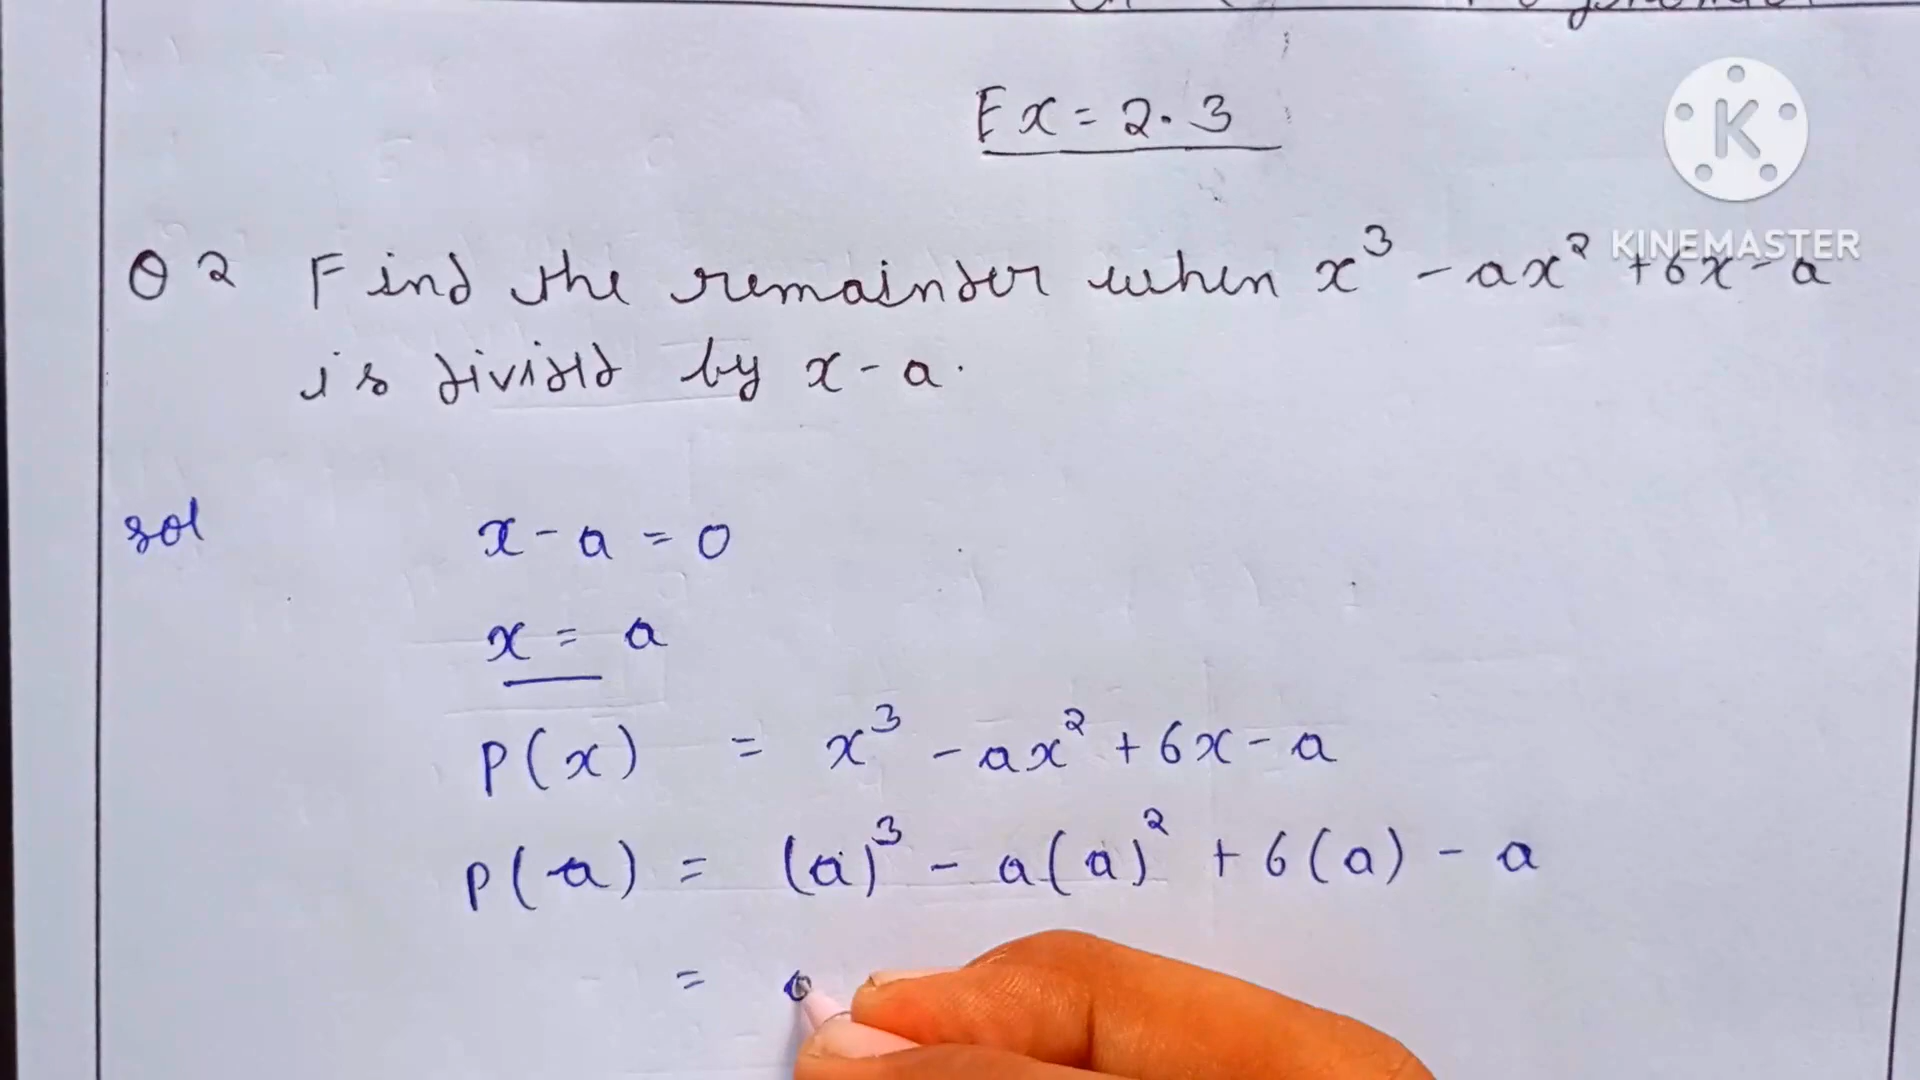 Ex = 2.3
KINEMASTER
Q 2 Find the remainder when x³ - ax² + 6x - a
is divided by x - a.
sol x - a = 0
x = a
P(x) = x³ - ax² + 6x - a
P(a) = (a)³ - a(a)² + 6(a) - a
=